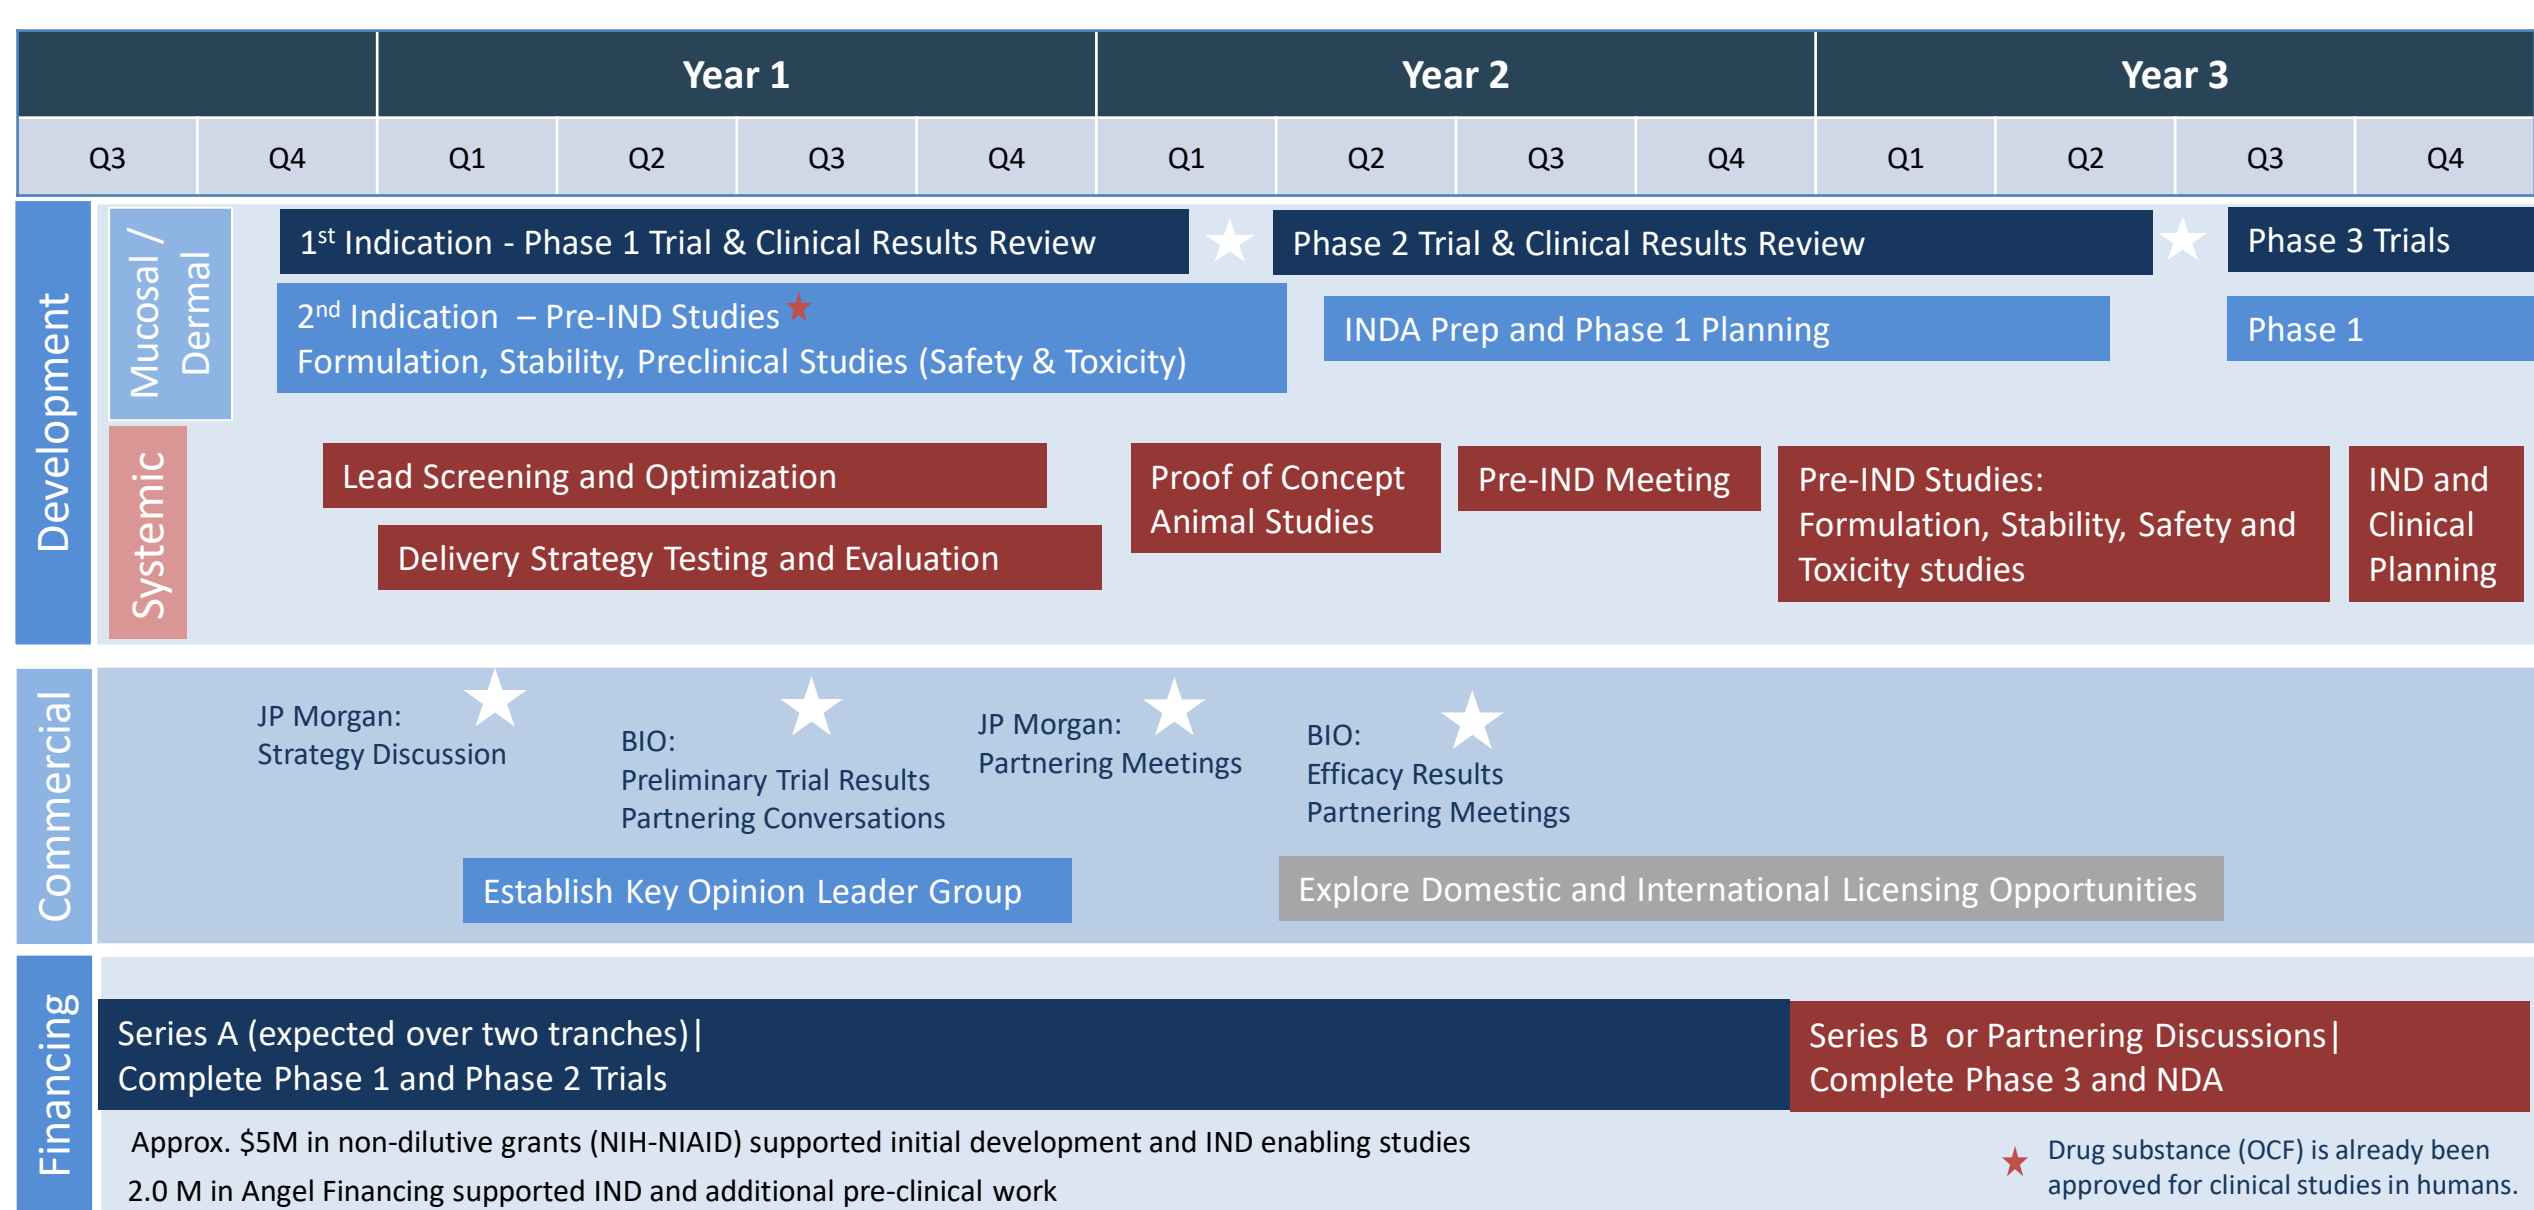 Year 1
Year 2
Year 3
Q3
Q4
Q1
Q2
Q3
Q4
Q1
Q2
Q3
Q4
Q1
Q2
Q3
Q4
Development
Mucosal /
Dermal
1st Indication - Phase 1 Trial & Clinical Results Review
Phase 2 Trial & Clinical Results Review
Phase 3 Trials
2nd Indication – Pre-IND Studies
Formulation, Stability, Preclinical Studies (Safety & Toxicity)
INDA Prep and Phase 1 Planning
Phase 1
Systemic
Lead Screening and Optimization
Delivery Strategy Testing and Evaluation
Proof of Concept
Animal Studies
Pre-IND Meeting
Pre-IND Studies:
Formulation, Stability, Safety and
Toxicity studies
IND and
Clinical
Planning
Commercial
JP Morgan:
Strategy Discussion
BIO:
Preliminary Trial Results
Partnering Conversations
JP Morgan:
Partnering Meetings
BIO:
Efficacy Results
Partnering Meetings
Establish Key Opinion Leader Group
Explore Domestic and International Licensing Opportunities
Financing
Series A (expected over two tranches)|
Complete Phase 1 and Phase 2 Trials
Series B or Partnering Discussions|
Complete Phase 3 and NDA
Approx. $5M in non-dilutive grants (NIH-NIAID) supported initial development and IND enabling studies
2.0 M in Angel Financing supported IND and additional pre-clinical work
Drug substance (OCF) is already been
approved for clinical studies in humans.